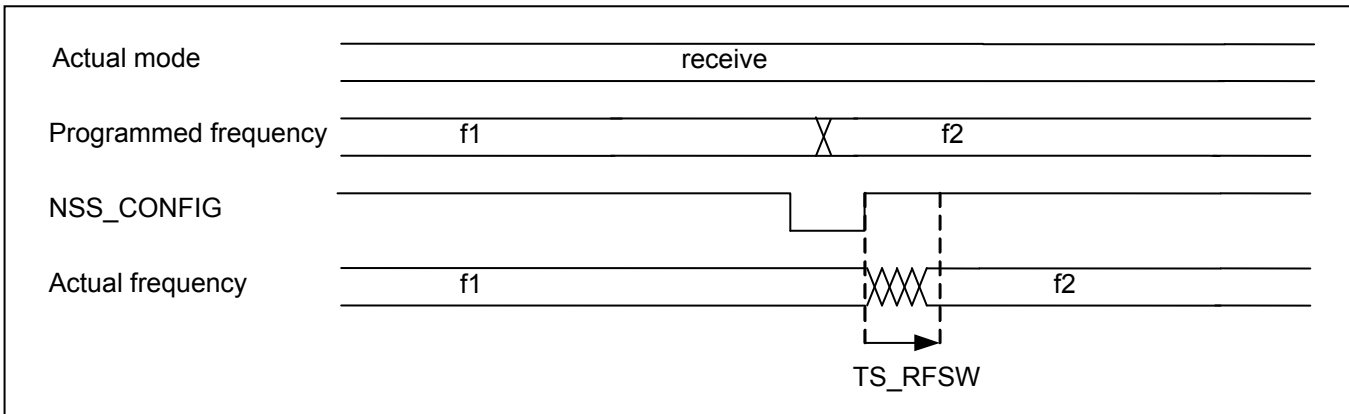 Actual mode
receive
Programmed frequency
f1
f2
NSS_CONFIG
Actual frequency
f1
f2
TS_RFSW